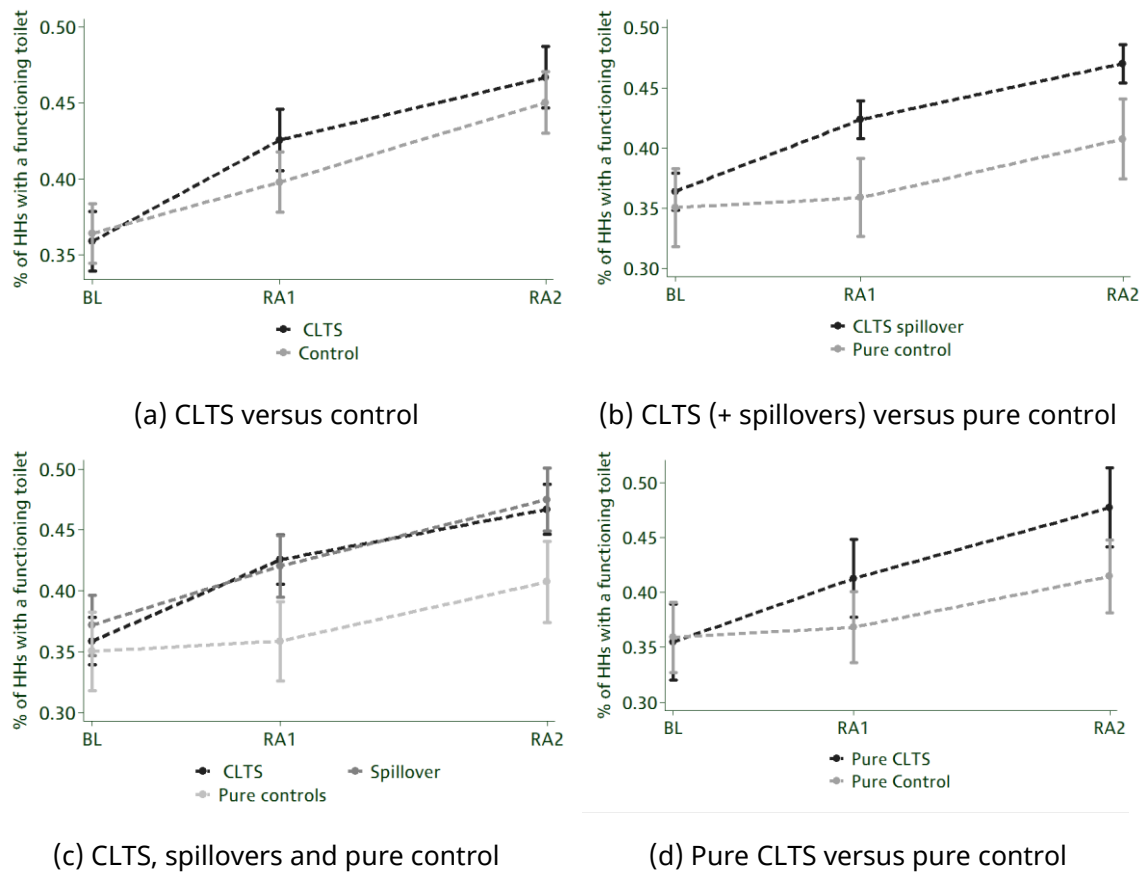 % of HHs with a functioning toilet
0.50
0.45
0.40
0.35
BL
RA1
RA2
CLTS
Control
(a) CLTS versus control
% of HHs with a functioning toilet
0.50
0.45
0.40
0.35
0.30
BL
RA1
RA2
CLTS spillover
Pure control
(b) CLTS (+ spillovers) versus pure control
% of HHs with a functioning toilet
0.50
0.45
0.40
0.35
0.30
BL
RA1
RA2
CLTS
Spillover
Pure controls
(c) CLTS, spillovers and pure control
% of HHs with a functioning toilet
0.50
0.45
0.40
0.35
0.30
BL
RA1
RA2
Pure CLTS
Pure Control
(d) Pure CLTS versus pure control